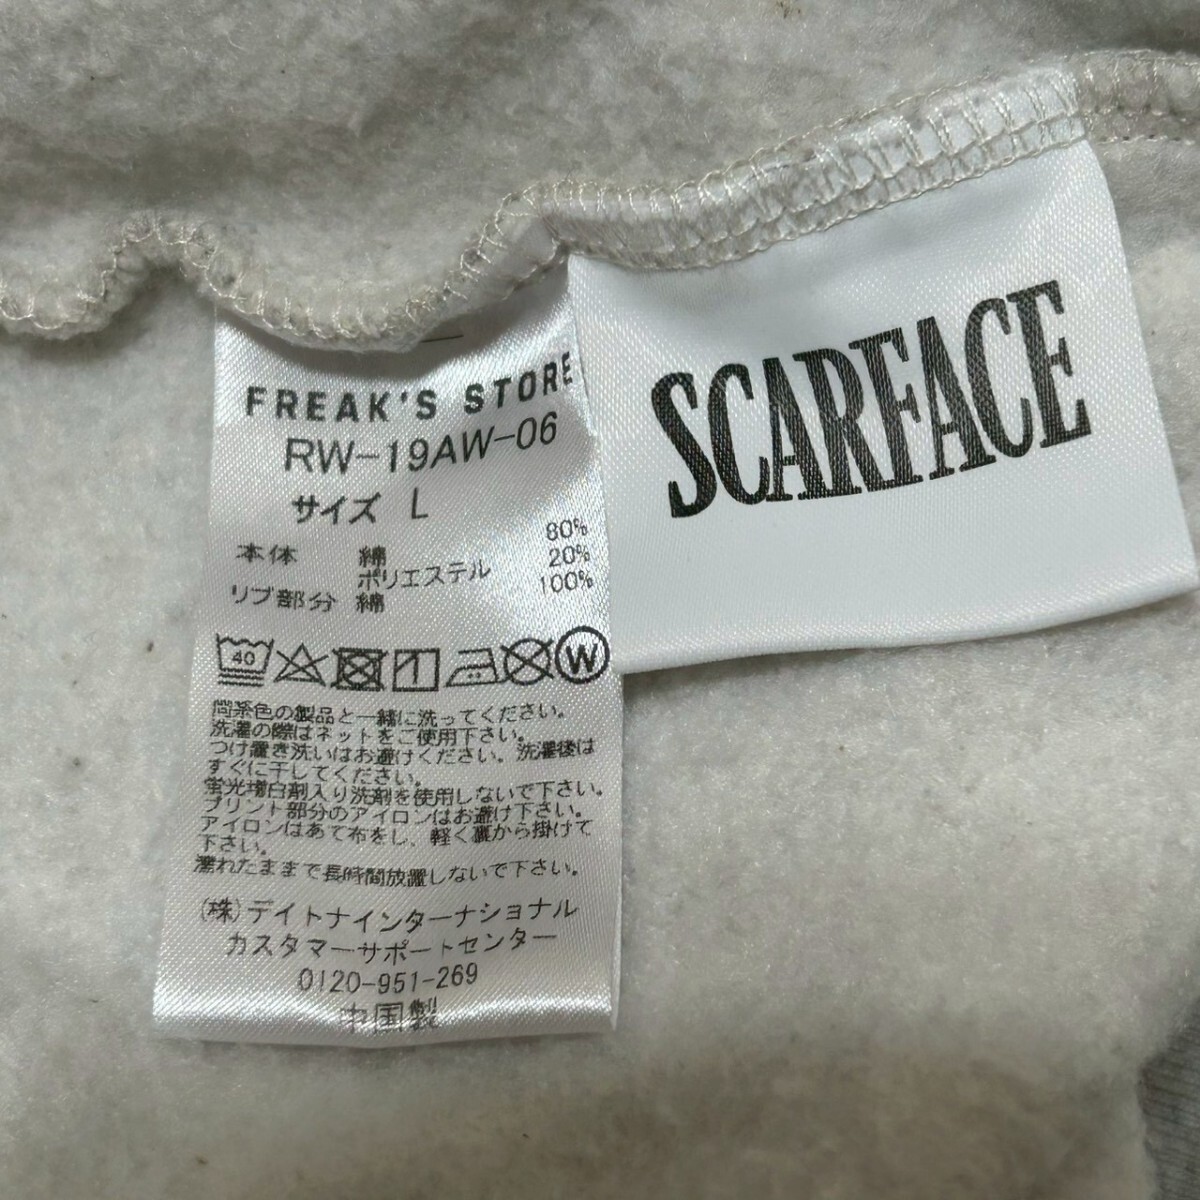 FREAK'S STORE
RW-19AW-06
サイズ L
本体 綿 80%
ポリエステル 20%
リブ部分 綿 100%
40
W
同系色の製品と一緒に洗ってください。
洗濯の際はネットをご使用下さい。
つけ置き洗いはお避けください。洗濯後は
すぐに干してください。
蛍光増白剤入り洗剤を使用しないで下さい。
プリント部分のアイロンはお避け下さい。
アイロンはあて布をし、軽く裏から掛けて
下さい。
濡れたままで長時間放置しないで下さい。
(株)デイトナインターナショナル
カスタマーサポートセンター
0120-951-269
中国製
SCARFACE